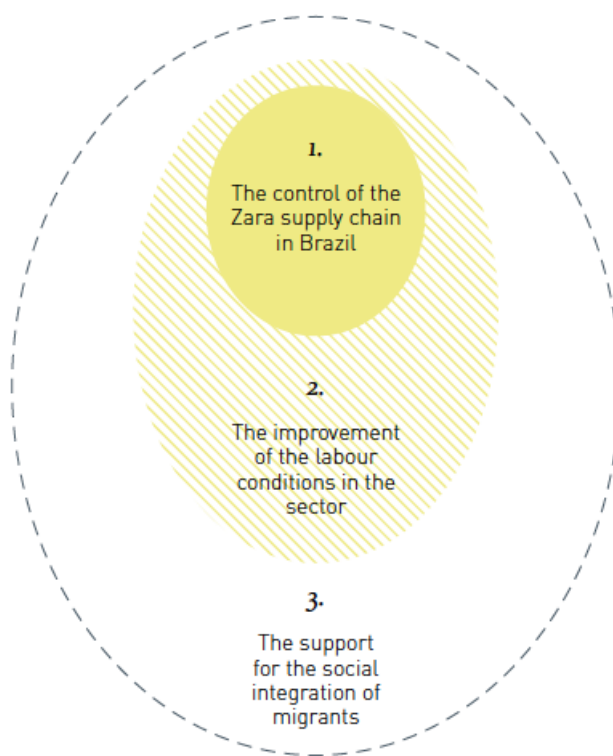 1.
The control of the
Zara supply chain
in Brazil
2.
The improvement
of the labour
conditions in the
sector
3.
The support
for the social
integration of
migrants